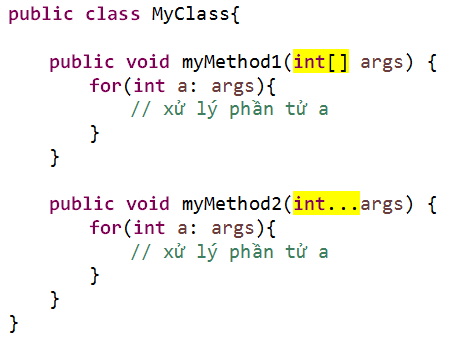 public class MyClass{
public void myMethod1(int[] args) {
for(int a: args){
// xử lý phần tử a
}
}
public void myMethod2(int...args) {
for(int a: args){
// xử lý phần tử a
}
}
}